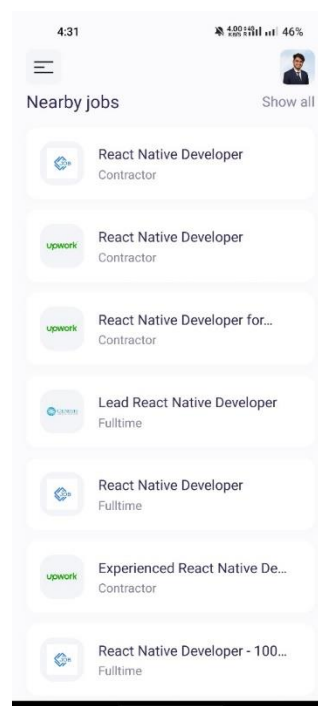 4:31
46%
Nearby jobs
Show all
React Native Developer
Contractor
upwork
React Native Developer
Contractor
upwork
React Native Developer for...
Contractor
Lead React Native Developer
Fulltime
React Native Developer
Fulltime
upwork
Experienced React Native De...
Contractor
React Native Developer - 100...
Fulltime